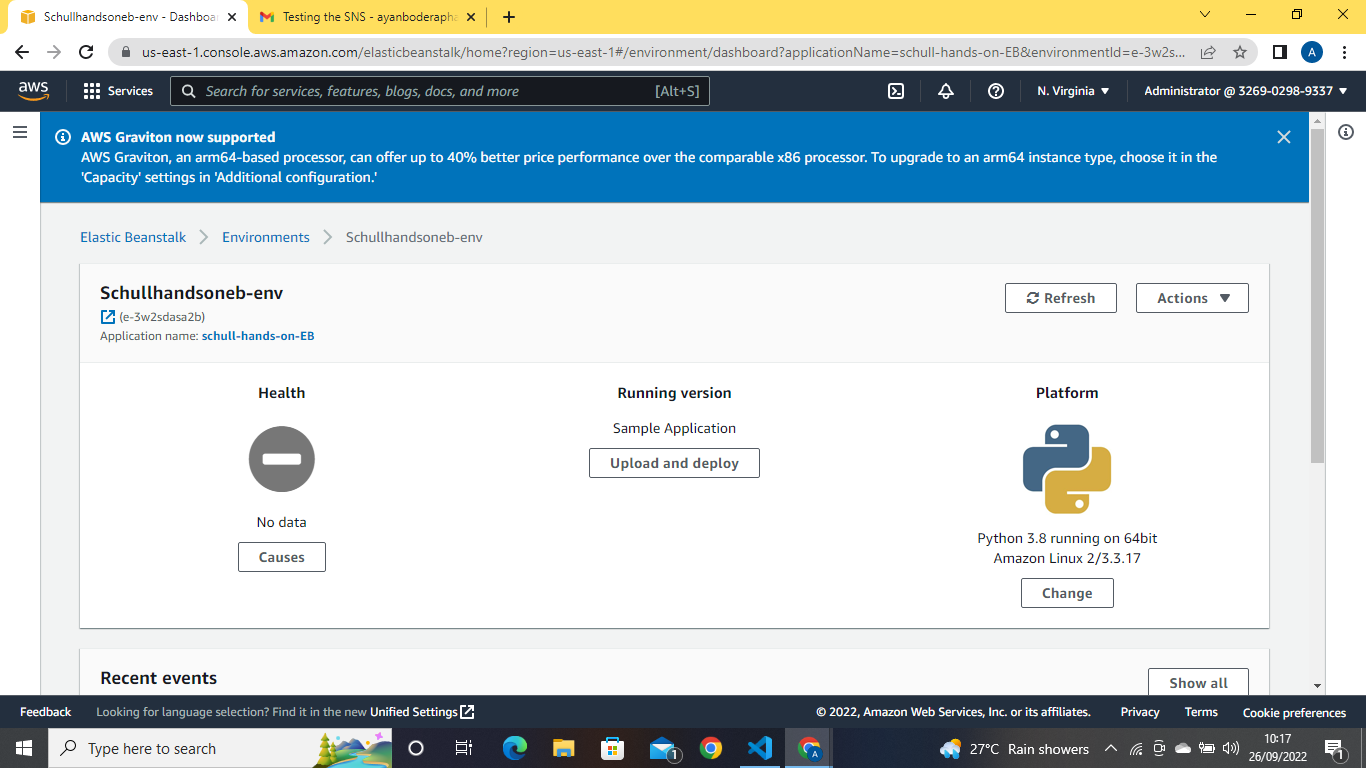 Schullhandsoneb-env - Dashboa
Testing the SNS - ayanboderapha
us-east-1.console.aws.amazon.com/elasticbeanstalk/home?region=us-east-1#/environment/dashboard?applicationName=schull-hands-on-EB&environmentId=e-3w2s...
A
aws
Services
Search for services, features, blogs, docs, and more
[Alt+S]
N. Virginia
Administrator @ 3269-0298-9337
AWS Graviton now supported
AWS Graviton, an arm64-based processor, can offer up to 40% better price performance over the comparable x86 processor. To upgrade to an arm64 instance type, choose it in the
'Capacity' settings in 'Additional configuration.'
Elastic Beanstalk
Environments
Schullhandsoneb-env
Schullhandsoneb-env
(e-3w2sdasa2b)
Application name: schull-hands-on-EB
Refresh
Actions
Health
No data
Causes
Running version
Sample Application
Upload and deploy
Platform
Python 3.8 running on 64bit
Amazon Linux 2/3.3.17
Change
Recent events
Show all
Feedback
Looking for language selection? Find it in the new Unified Settings
© 2022, Amazon Web Services, Inc. or its affiliates.
Privacy
Terms
Cookie preferences
Type here to search
1
A
27°C Rain showers
10:17
26/09/2022
1